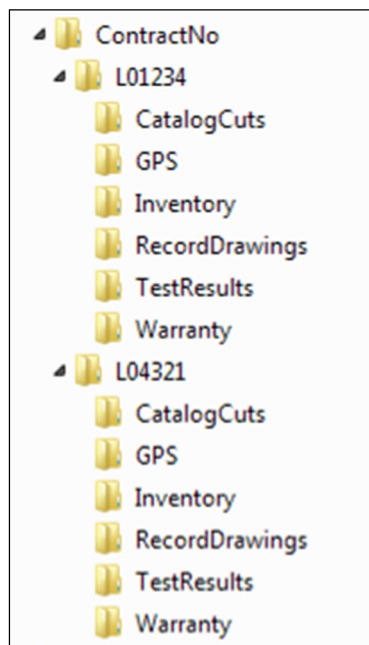 ContractNo
L01234
CatalogCuts
GPS
Inventory
RecordDrawings
TestResults
Warranty
L04321
CatalogCuts
GPS
Inventory
RecordDrawings
TestResults
Warranty